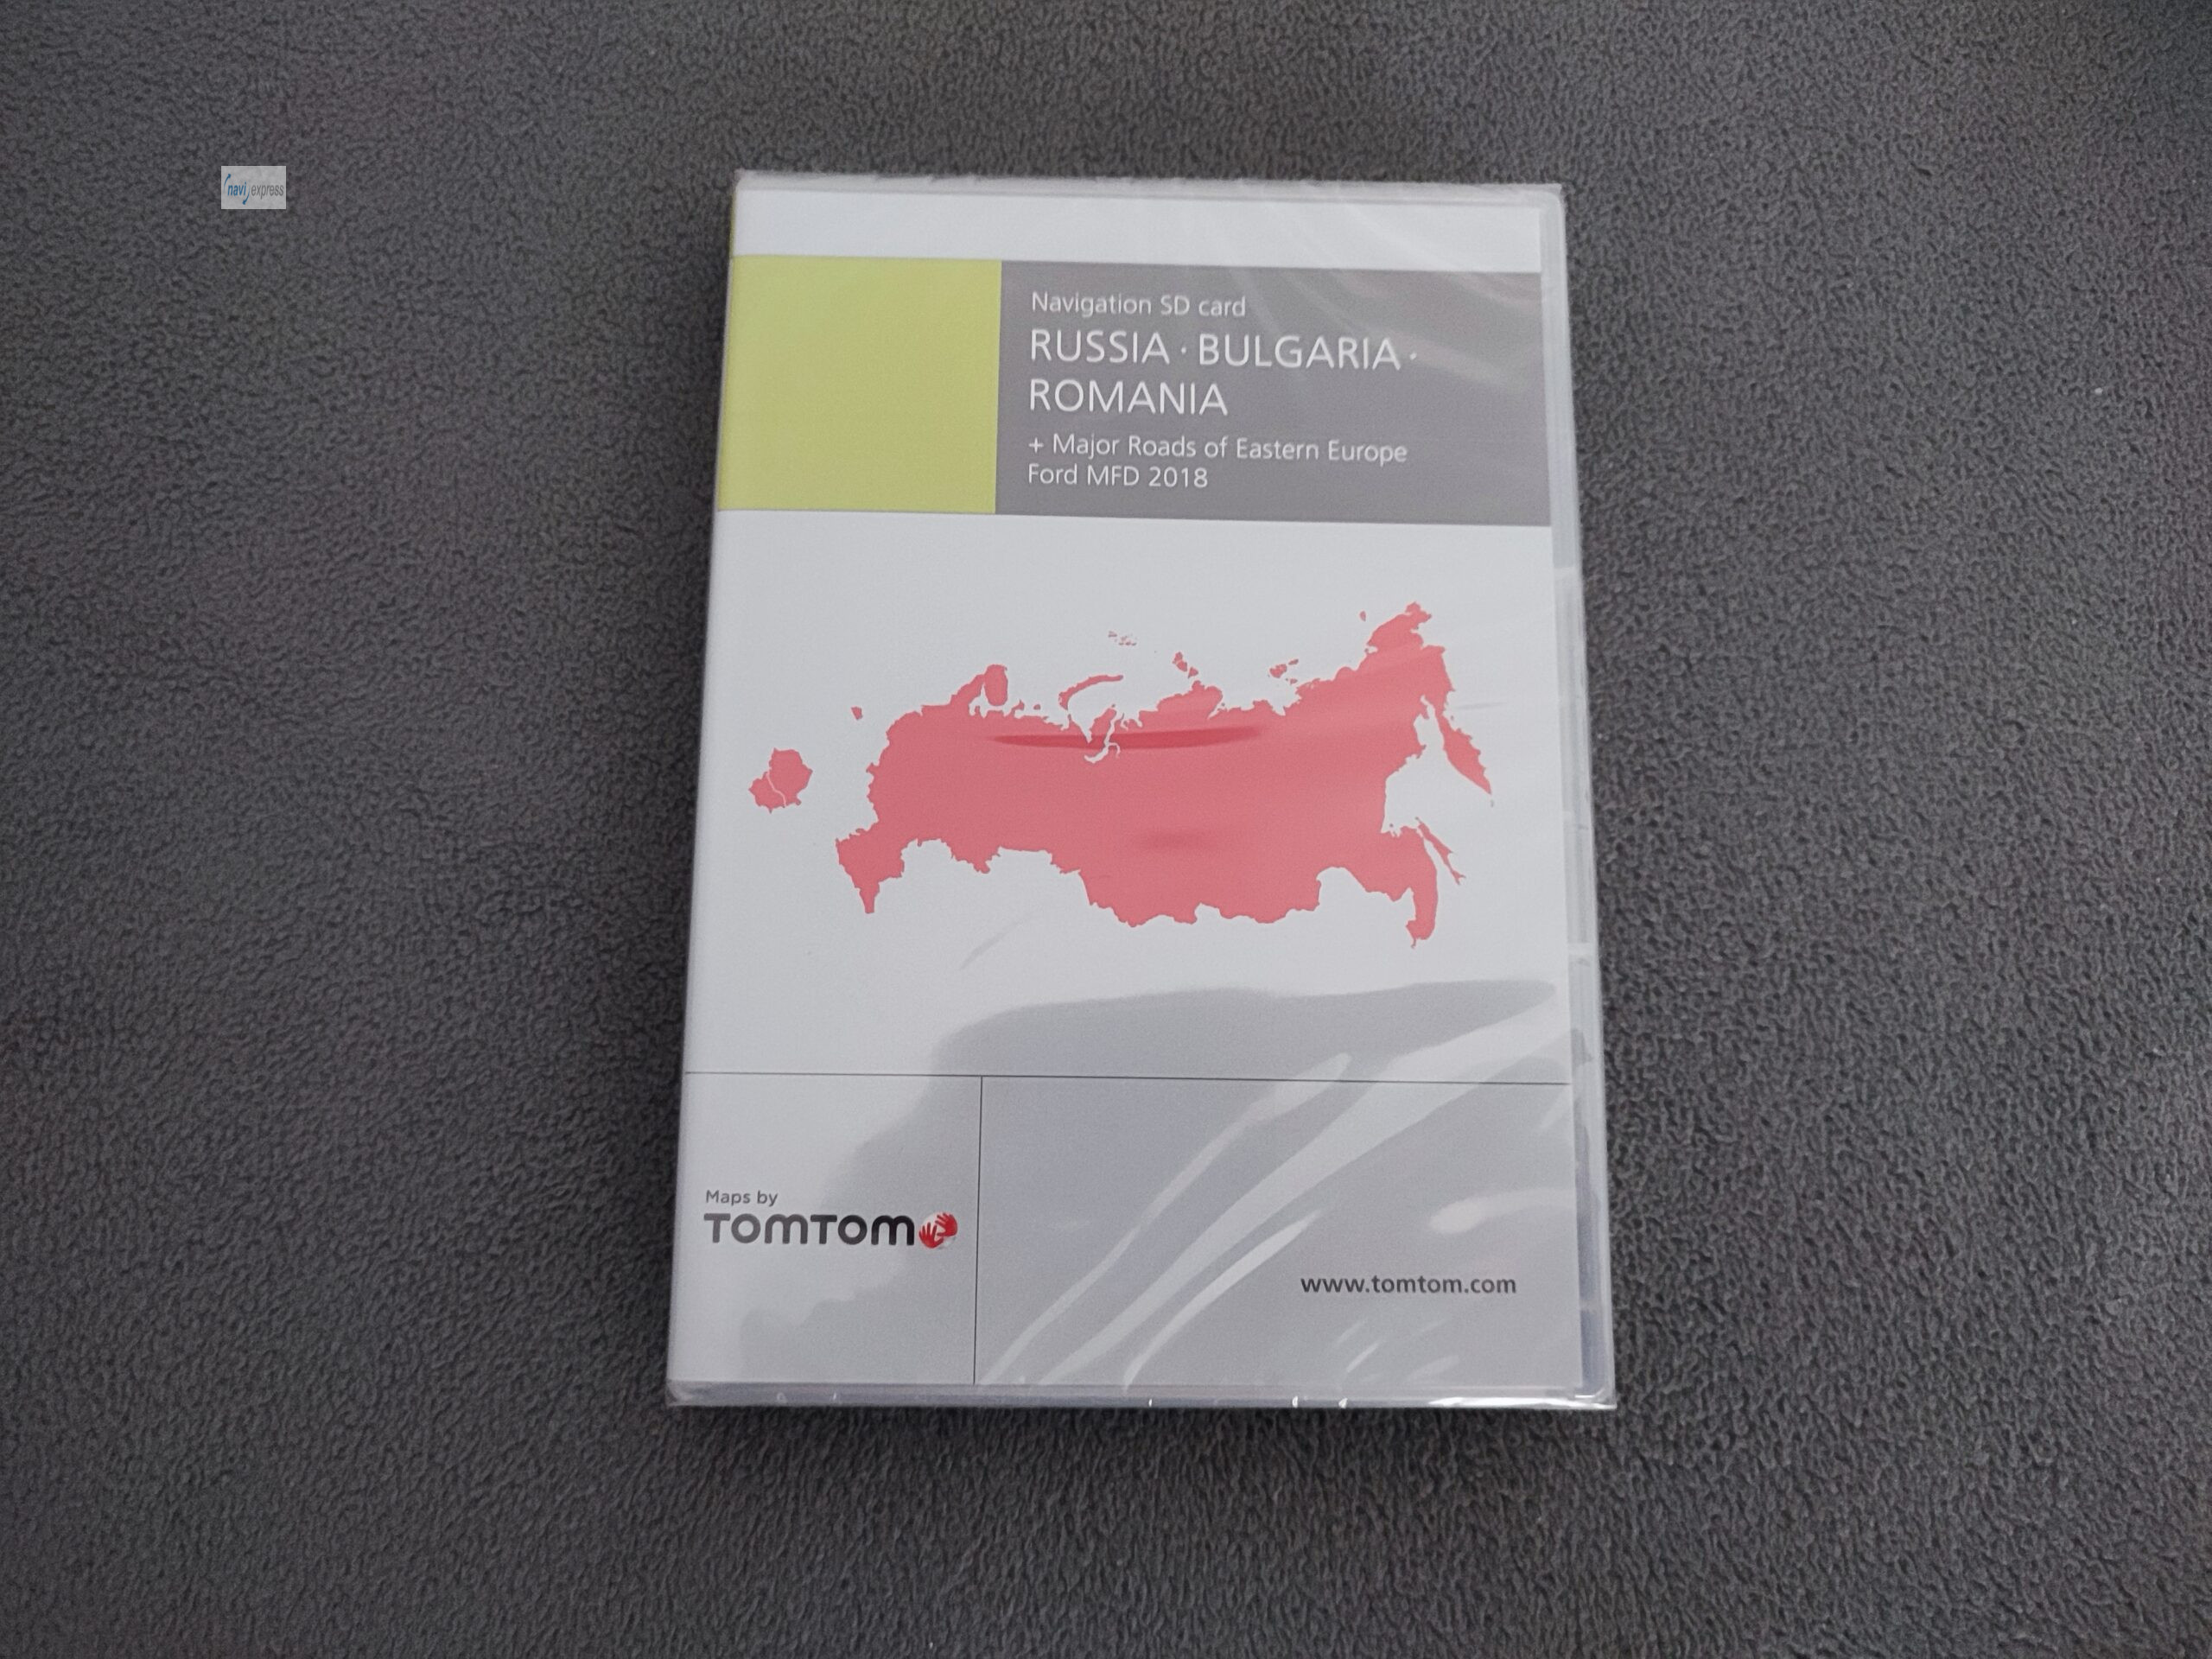 navi express
Navigation SD card
RUSSIA · BULGARIA ·
ROMANIA
+ Major Roads of Eastern Europe
Ford MFD 2018
Maps by
TOMTOM
www.tomtom.com